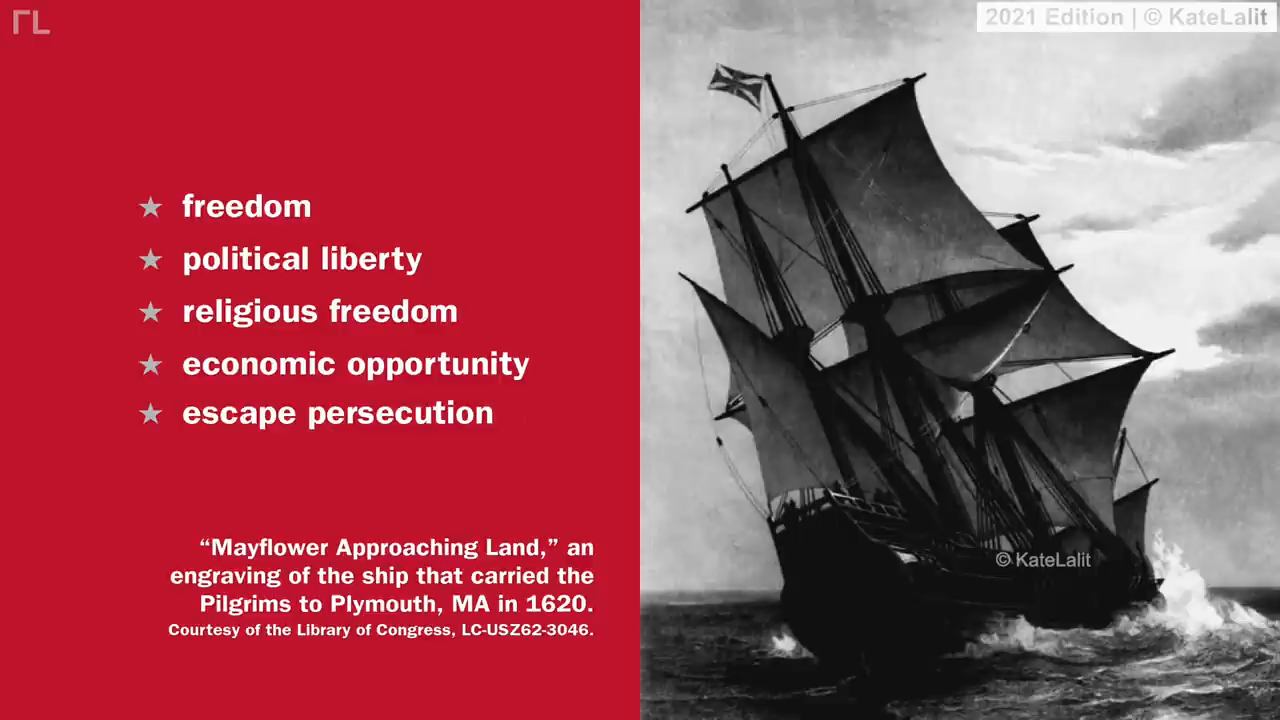 ГL
2021 Edition | © KateLalit
★ freedom
★ political liberty
★ religious freedom
★ economic opportunity
★ escape persecution
“Mayflower Approaching Land,” an
engraving of the ship that carried the
Pilgrims to Plymouth, MA in 1620.
Courtesy of the Library of Congress, LC-USZ62-3046.
© KateLalit